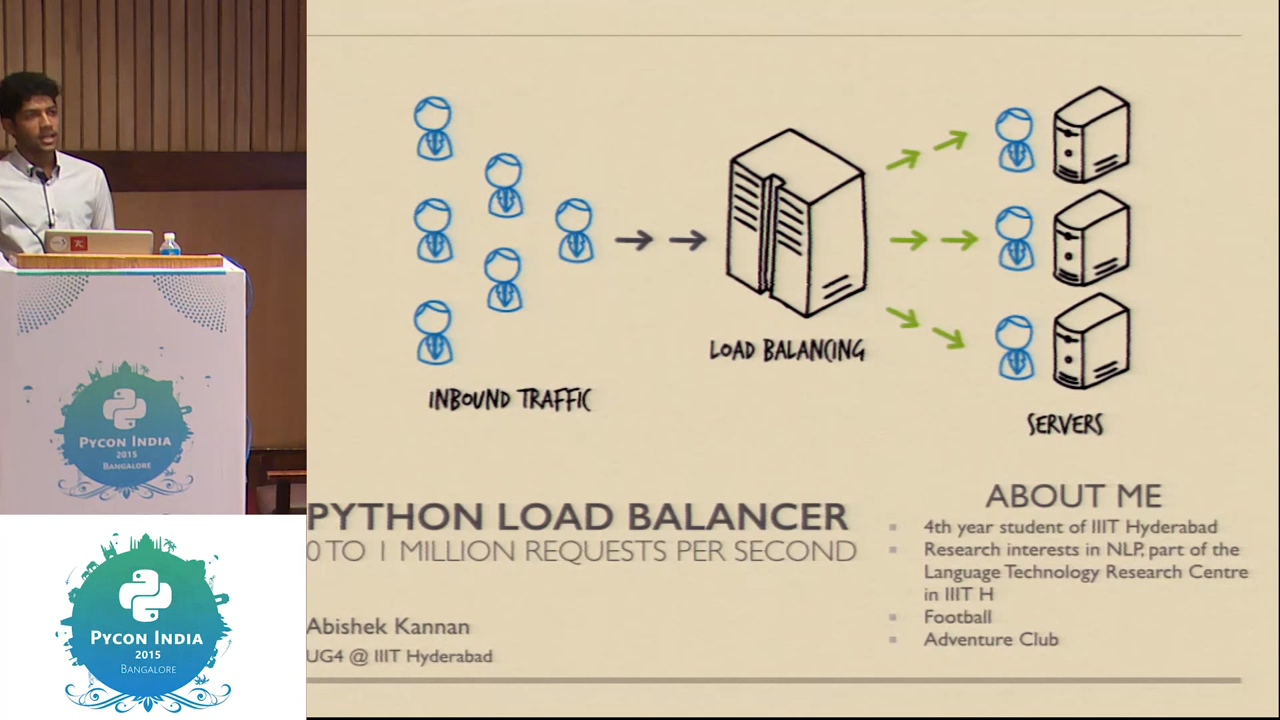 INBOUND TRAFFIC
LOAD BALANCING
SERVERS
PYTHON LOAD BALANCER
0 TO 1 MILLION REQUESTS PER SECOND
Abishek Kannan
UG4 @ IIIT Hyderabad
ABOUT ME
4th year student of IIIT Hyderabad
Research interests in NLP, part of the
Language Technology Research Centre
in IIIT H
Football
Adventure Club
PYCON INDIA
2015
BANGALORE
PYCON INDIA
2015
BANGALORE